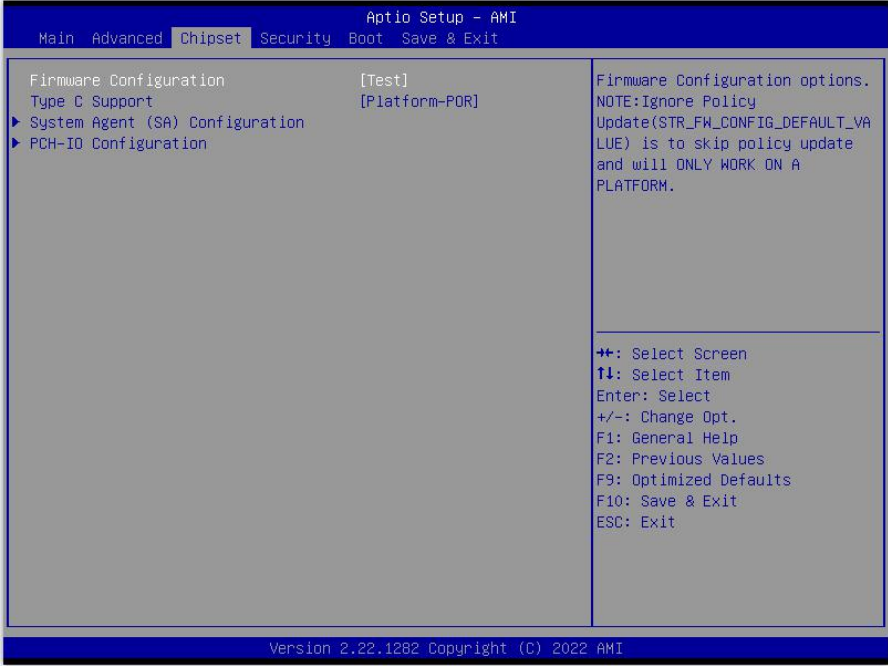 Aptio Setup – AMI
Main Advanced Chipset Security Boot Save & Exit
Firmware Configuration [Test]
Type C Support [Platform-POR]
System Agent (SA) Configuration
PCH-IO Configuration
Firmware Configuration options.
NOTE:Ignore Policy
Update(STR_FW_CONFIG_DEFAULT_VA
LUE) is to skip policy update
and will ONLY WORK ON A
PLATFORM.
→←: Select Screen
↑↓: Select Item
Enter: Select
+/-: Change Opt.
F1: General Help
F2: Previous Values
F9: Optimized Defaults
F10: Save & Exit
ESC: Exit
Version 2.22.1282 Copyright (C) 2022 AMI